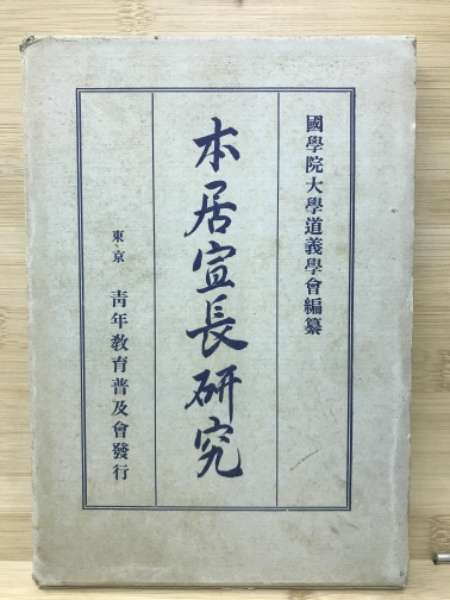 國學院大學道義學會編纂
本居宣長研究
東京 靑年敎育普及會發行